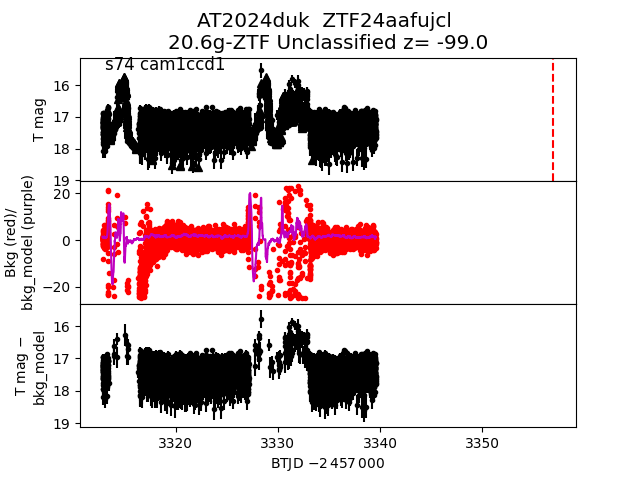 AT2024duk  ZTF24aafujcl
20.6g-ZTF Unclassified z= -99.0
s74 cam1ccd1
T mag
16
17
18
19
Bkg (red)/
bkg_model (purple)
20
0
−20
T mag −
bkg_model
16
17
18
19
3320
3330
3340
3350
BTJD −2 457 000